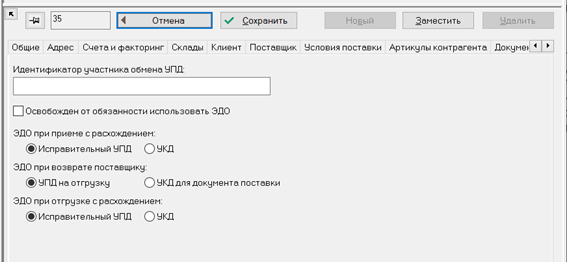 35 Отмена Сохранить Новый Заместить Удалить
Общие Адрес Счета и факторинг Склады Клиент Поставщик Условия поставки Артикулы контрагента Докумен
Идентификатор участника обмена УПД:
Освобожден от обязанности использовать ЭДО
ЭДО при приеме с расхождением:
Исправительный УПД УКД
ЭДО при возврате поставщику:
УПД на отгрузку УКД для документа поставки
ЭДО при отгрузке с расхождением:
Исправительный УПД УКД